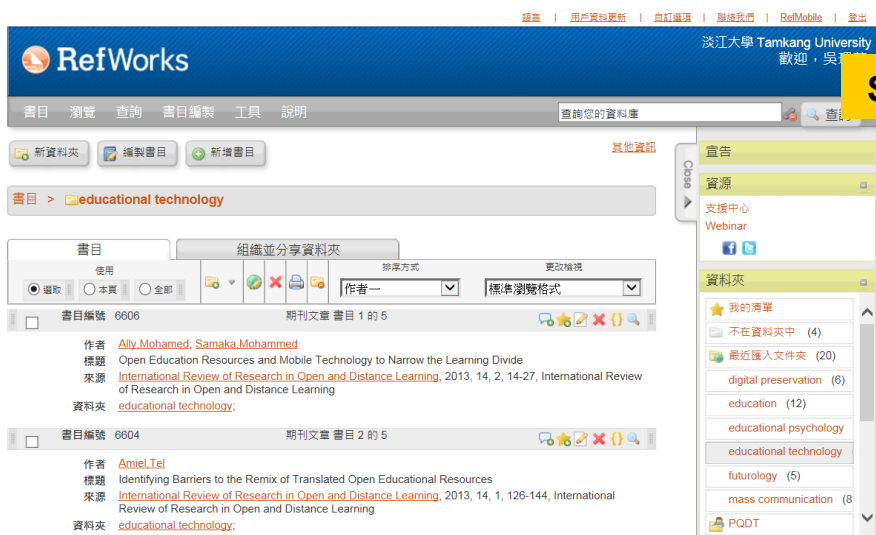 語言 | 用戶資料更新 | 自訂選項 | 聯絡我們 | RefMobile | 登出
RefWorks
淡江大學 Tamkang University
歡迎，吳
S
書目 瀏覽 查詢 書目編製 工具 說明
查詢您的資料庫
查詢
新資料夾 編製書目 新增書目
其他資訊
書目 > educational technology
書目 組織並分享資料夾
使用
選取 本頁 全部
排序方式
作者一
更改檢視
標準瀏覽格式
書目編號 6606 期刊文章 書目 1 的 5
作者 Ally,Mohamed; Samaka,Mohammed
標題 Open Education Resources and Mobile Technology to Narrow the Learning Divide
來源 International Review of Research in Open and Distance Learning, 2013, 14, 2, 14-27, International Review
of Research in Open and Distance Learning
資料夾 educational technology;
書目編號 6604 期刊文章 書目 2 的 5
作者 Amiel,Tel
標題 Identifying Barriers to the Remix of Translated Open Educational Resources
來源 International Review of Research in Open and Distance Learning, 2013, 14, 1, 126-144, International
Review of Research in Open and Distance Learning
資料夾 educational technology;
Close
宣告
資源
支援中心
Webinar
資料夾
我的清單
不在資料夾中 (4)
最近匯入文件夾 (20)
digital preservation (6)
education (12)
educational psychology
educational technology
futurology (5)
mass communication (8
PQDT